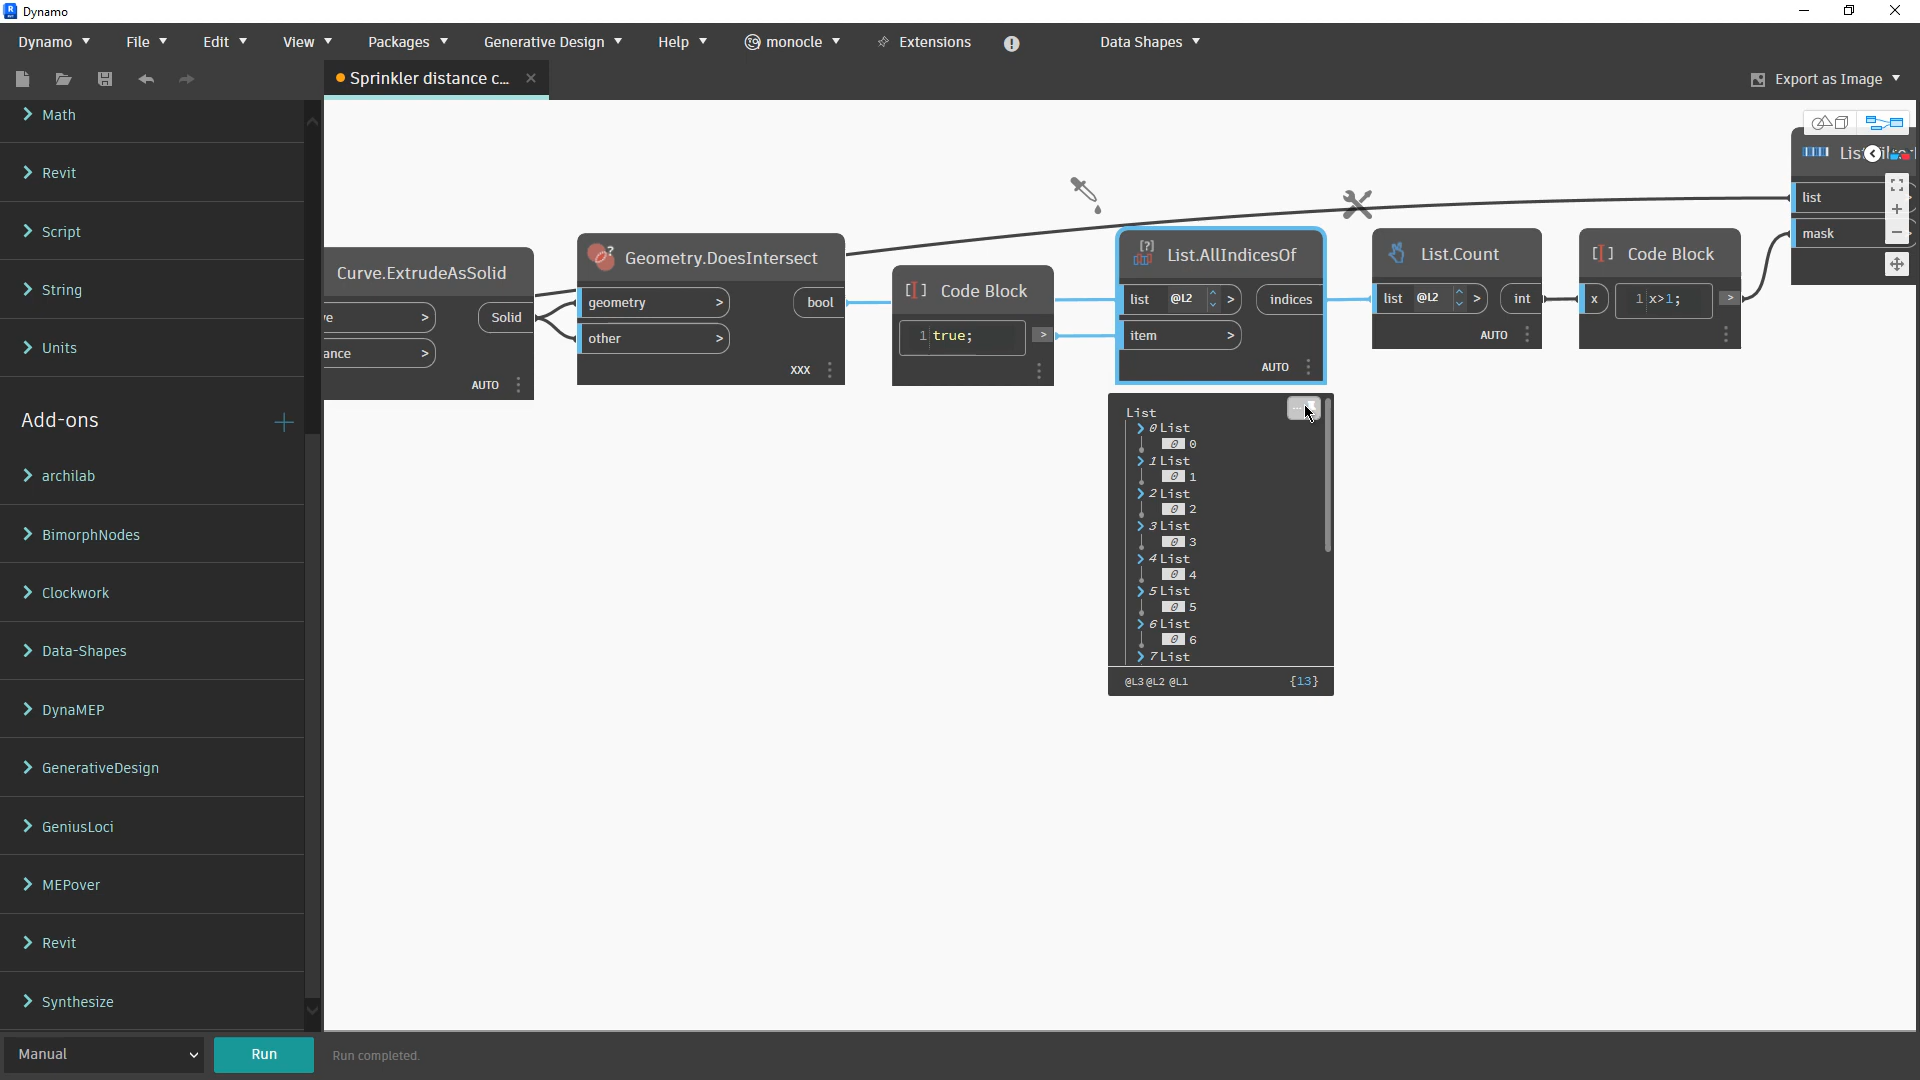 Dynamo
Dynamo File Edit View Packages Generative Design Help monocle Extensions Data Shapes
Sprinkler distance c...
Export as Image
Math
Revit
Script
String
Units
Add-ons
archilab
BimorphNodes
Clockwork
Data-Shapes
DynaMEP
GenerativeDesign
GeniusLoci
MEPover
Revit
Synthesize
Curve.ExtrudeAsSolid
Solid
AUTO
Geometry.DoesIntersect
geometry >
bool
other >
XXX
Code Block
1 true; >
List.AllIndicesOf
list @L2 >
indices
item >
AUTO
List.Count
list @L2 >
int
AUTO
Code Block
x
1 x>1; >
list
mask
List
0 List
0 0
1 List
0 1
2 List
0 2
3 List
0 3
4 List
0 4
5 List
0 5
6 List
0 6
7 List
@L3 @L2 @L1 {13}
Manual Run Run completed.